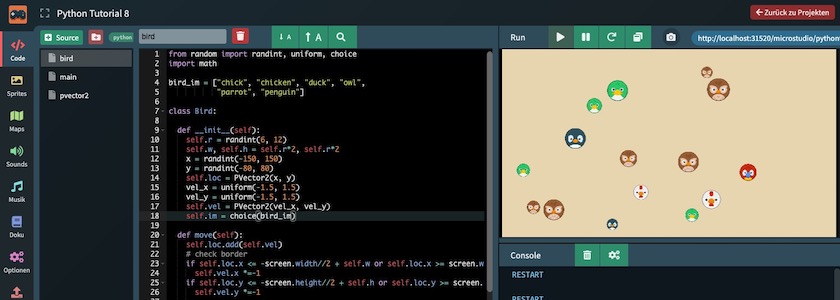 Python Tutorial 8
Zurück zu Projekten
Code
Sprites
Maps
Sounds
Musik
Doku
Optionen
Source
python
bird
bird
main
pvector2
A
A
Run
http://localhost:31520/microstudio/python
1 from random import randint, uniform, choice
2 import math
3
4 bird_im = ["chick", "chicken", "duck", "owl",
5 "parrot", "penguin"]
6
7 class Bird:
8
9 def __init__(self):
10 self.r = randint(6, 12)
11 self.w, self.h = self.r*2, self.r*2
12 x = randint(-150, 150)
13 y = randint(-80, 80)
14 self.loc = PVector2(x, y)
15 vel_x = uniform(-1.5, 1.5)
16 vel_y = uniform(-1.5, 1.5)
17 self.vel = PVector2(vel_x, vel_y)
18 self.im = choice(bird_im)
19
20 def move(self):
21 self.loc.add(self.vel)
22 # check border
23 if self.loc.x <= -screen.width//2 + self.w or self.loc.x >= screen.w
24 self.vel.x *=-1
25 if self.loc.y <= -screen.height//2 + self.h or self.loc.y >= screen.
26 self.vel.y *=-1
Console
RESTART
RESTART